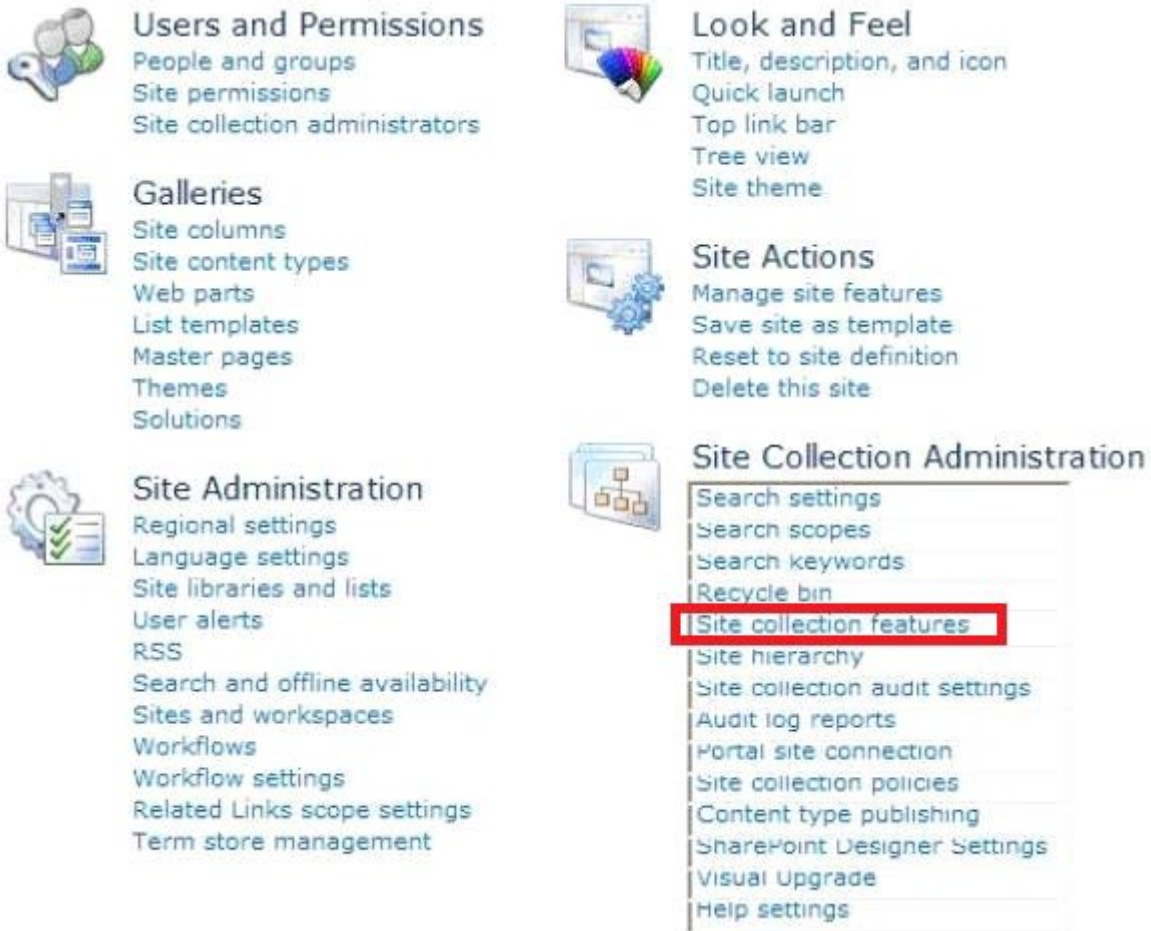 Users and Permissions
People and groups
Site permissions
Site collection administrators
Galleries
Site columns
Site content types
Web parts
List templates
Master pages
Themes
Solutions
Site Administration
Regional settings
Language settings
Site libraries and lists
User alerts
RSS
Search and offline availability
Sites and workspaces
Workflows
Workflow settings
Related Links scope settings
Term store management
Look and Feel
Title, description, and icon
Quick launch
Top link bar
Tree view
Site theme
Site Actions
Manage site features
Save site as template
Reset to site definition
Delete this site
Site Collection Administration
Search settings
Search scopes
Search keywords
Recycle bin
Site collection features
Site hierarchy
Site collection audit settings
Audit log reports
Portal site connection
Site collection policies
Content type publishing
SharePoint Designer Settings
Visual Upgrade
Help settings